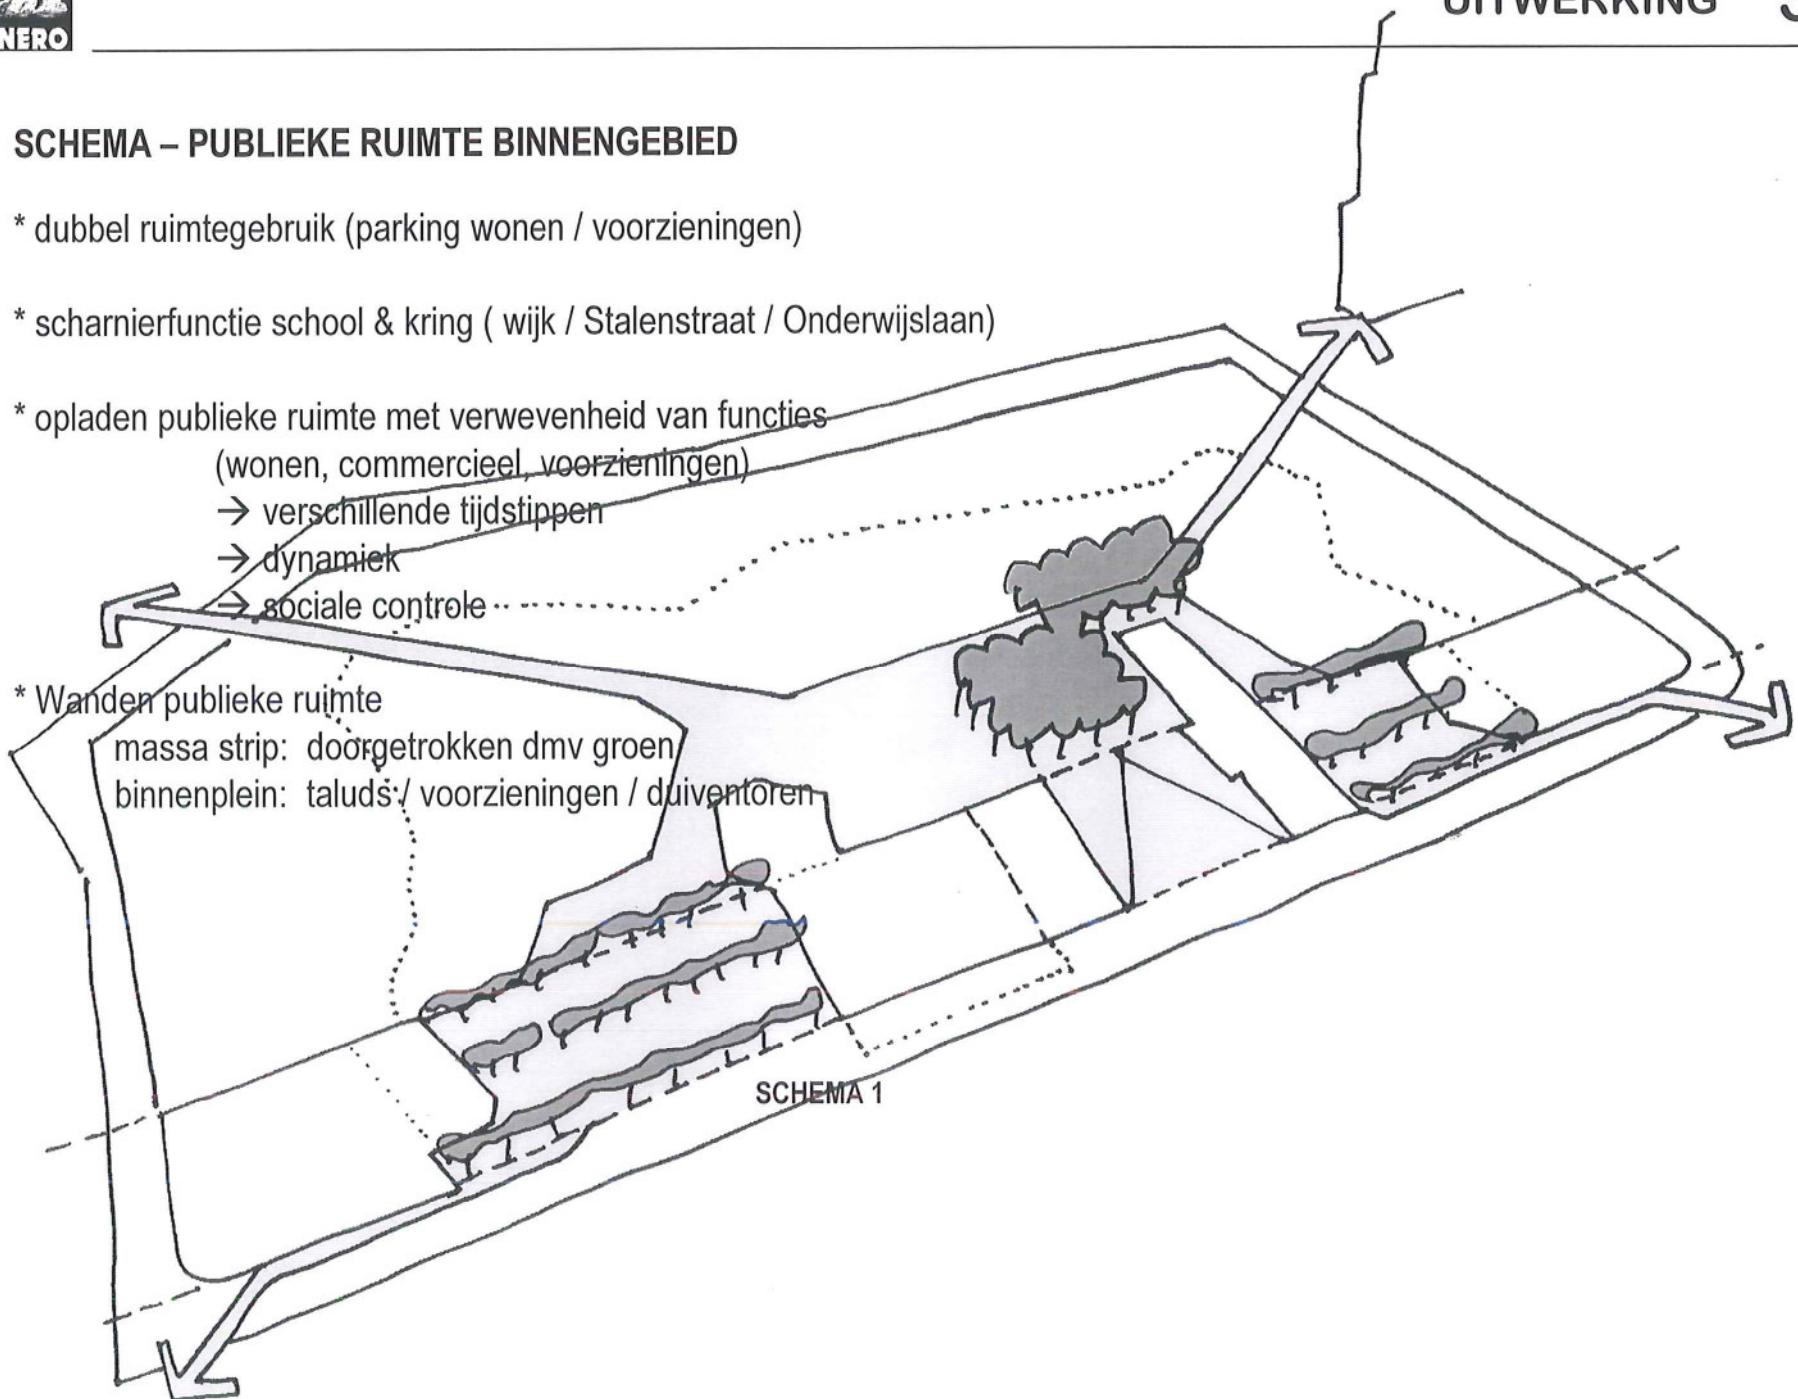 NERO
UITWERKING
SCHEMA – PUBLIEKE RUIMTE BINNENGEBIED
* dubbel ruimtegebruik (parking wonen / voorzieningen)
* scharnierfunctie school & kring ( wijk / Stalenstraat / Onderwijslaan)
* opladen publieke ruimte met verwevenheid van functies
(wonen, commercieel, voorzieningen)
→ verschillende tijdstippen
→ dynamiek
→ sociale controle
* Wanden publieke ruimte
massa strip: doorgetrokken dmv groen
binnenplein: taluds / voorzieningen / duiventoren
SCHEMA 1